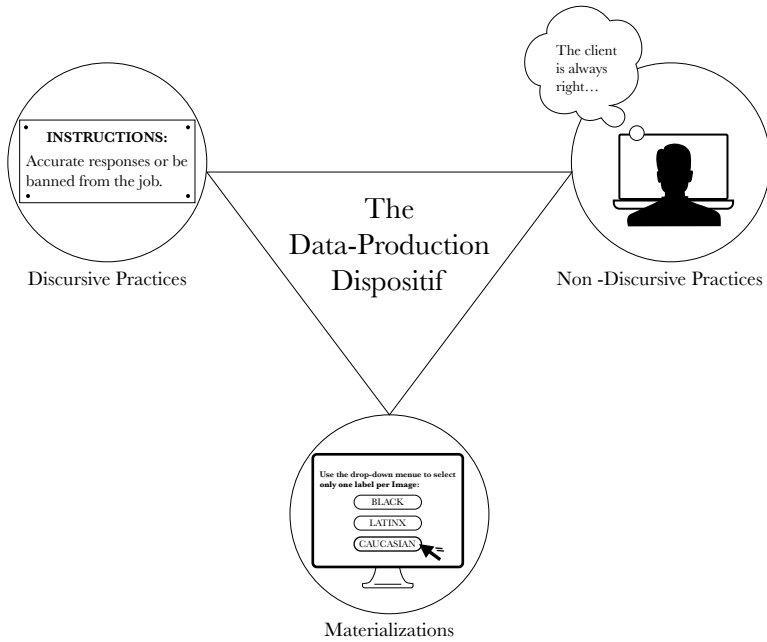 The client
is always
right…
INSTRUCTIONS:
Accurate responses or be
banned from the job.
The
Data-Production
Dispositif
Discursive Practices
Non -Discursive Practices
Use the drop-down menue to select
only one label per Image:
BLACK
LATINX
CAUCASIAN
Materializations